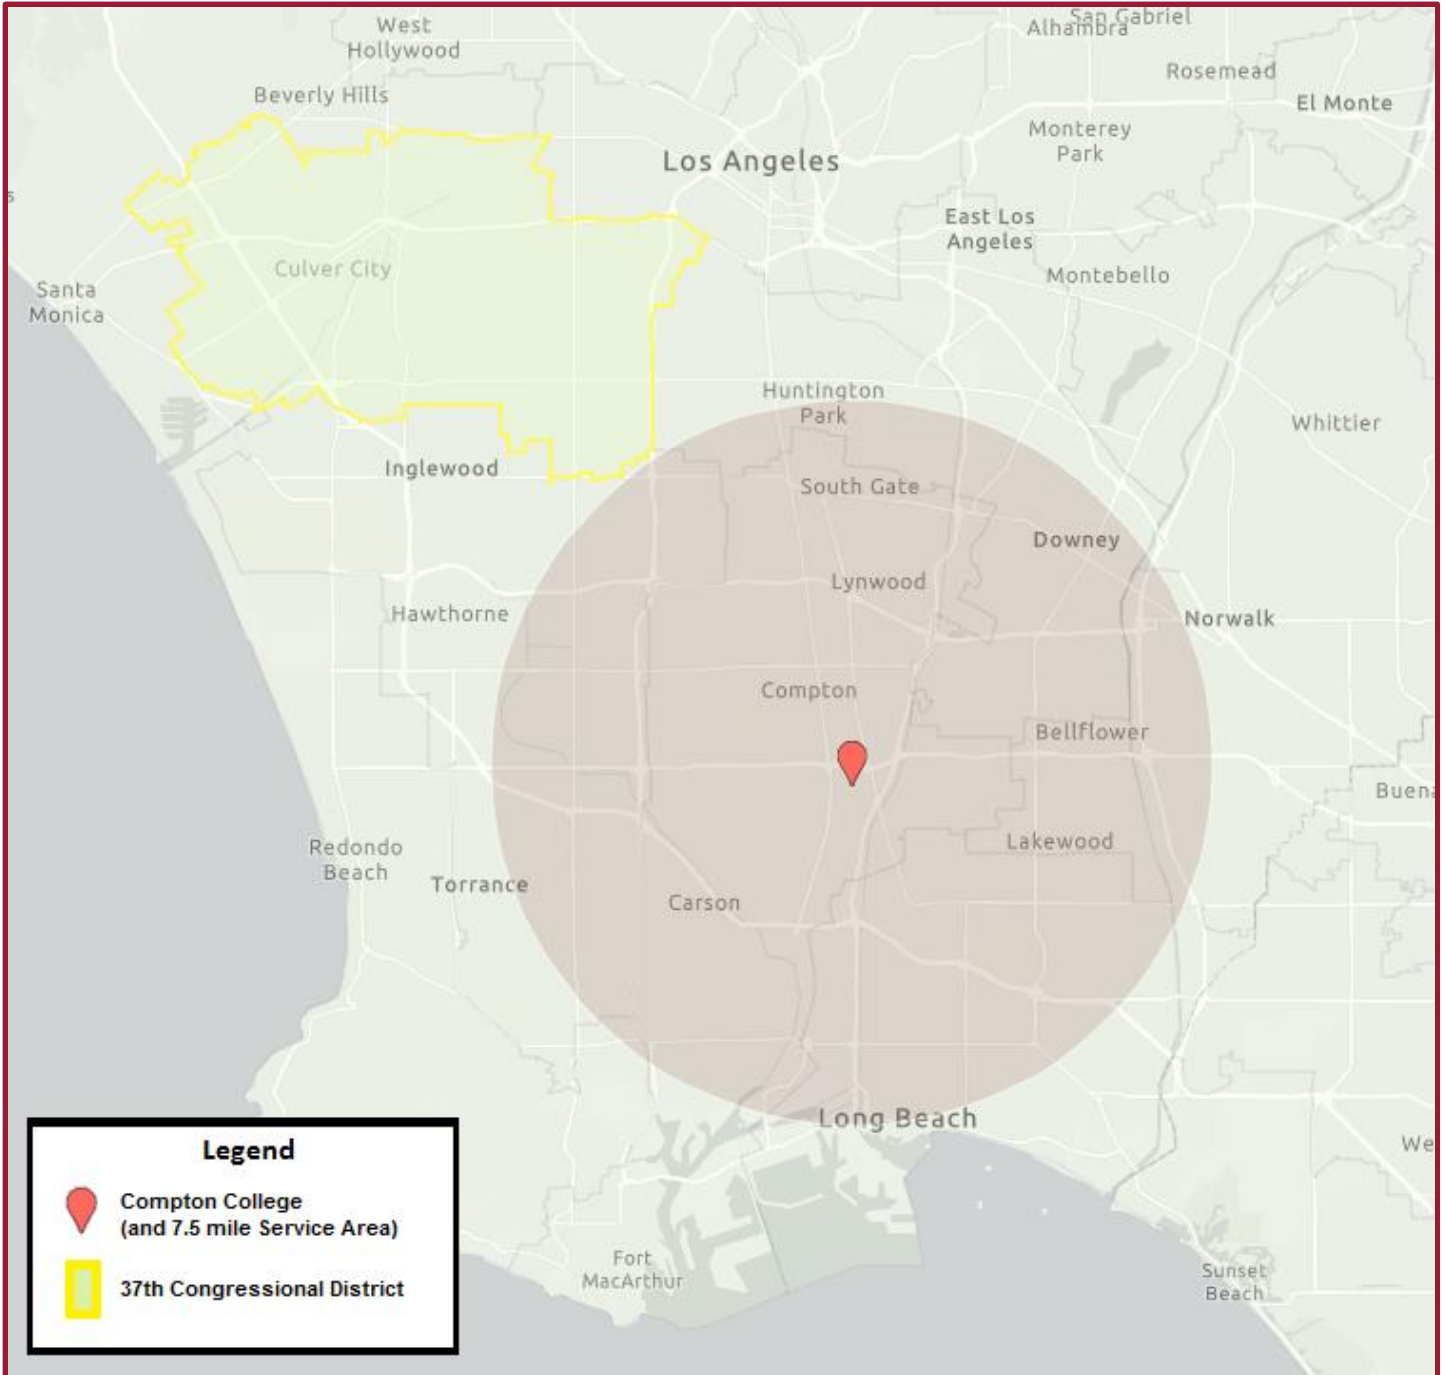 West
Hollywood
San Gabriel
Alhambra
Rosemead
Beverly Hills
El Monte
Monterey
Park
Los Angeles
s
East Los
Angeles
Culver City
Montebello
Santa
Monica
Huntington
Park
Whittier
Inglewood
South Gate
Downey
Lynwood
Hawthorne
Norwalk
Compton
Bellflower
Buena
Redondo
Beach
Lakewood
Torrance
Carson
Long Beach
We
Fort
MacArthur
Sunset
Beach
Legend
Compton College
(and 7.5 mile Service Area)
37th Congressional District